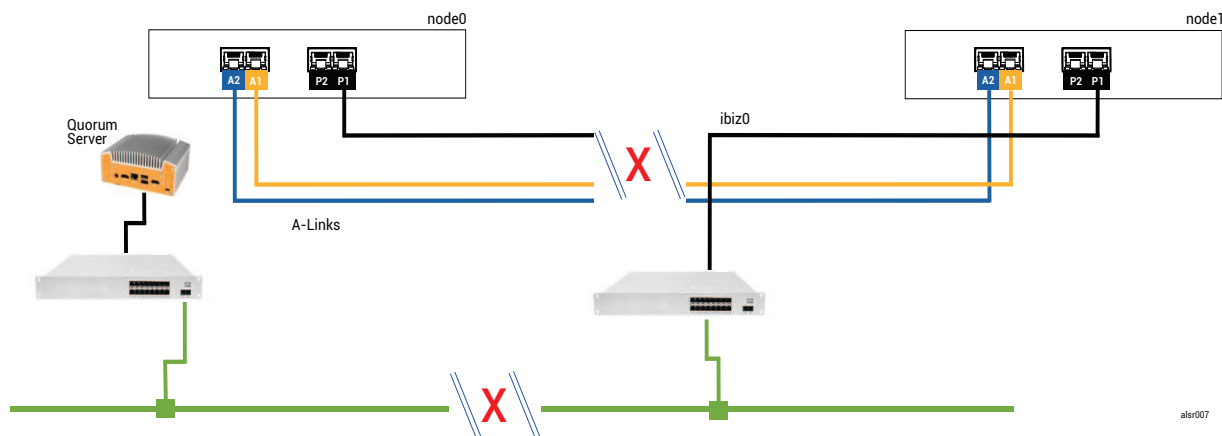 node0
node1
A2 A1 P2 P1
A2 A1 P2 P1
Quorum
Server
ibiz0
X
A-Links
X
alsr007